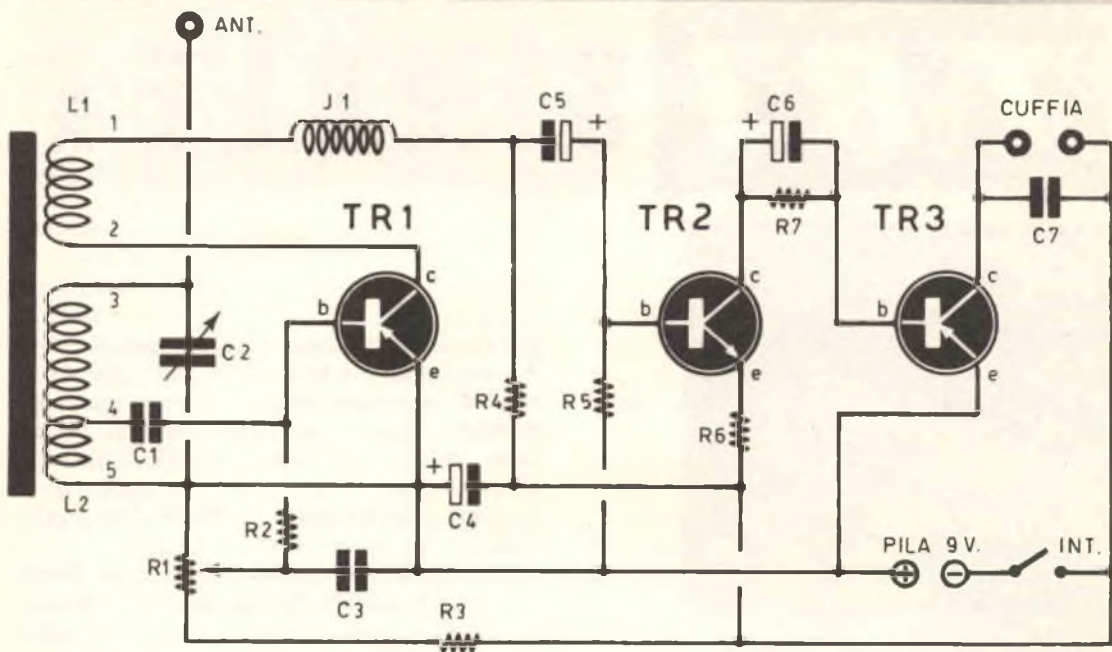 ANT.
L1
1
J1
C5
+
+
C6
CUFFIA
2
TR1
TR2
R7
TR3
C7
3
c
c
c
b
b
b
C2
e
e
e
4
R4
R5
R6
C1
5
+
L2
C4
R2
PILA 9V.
INT.
R1
+
−
C3
R3